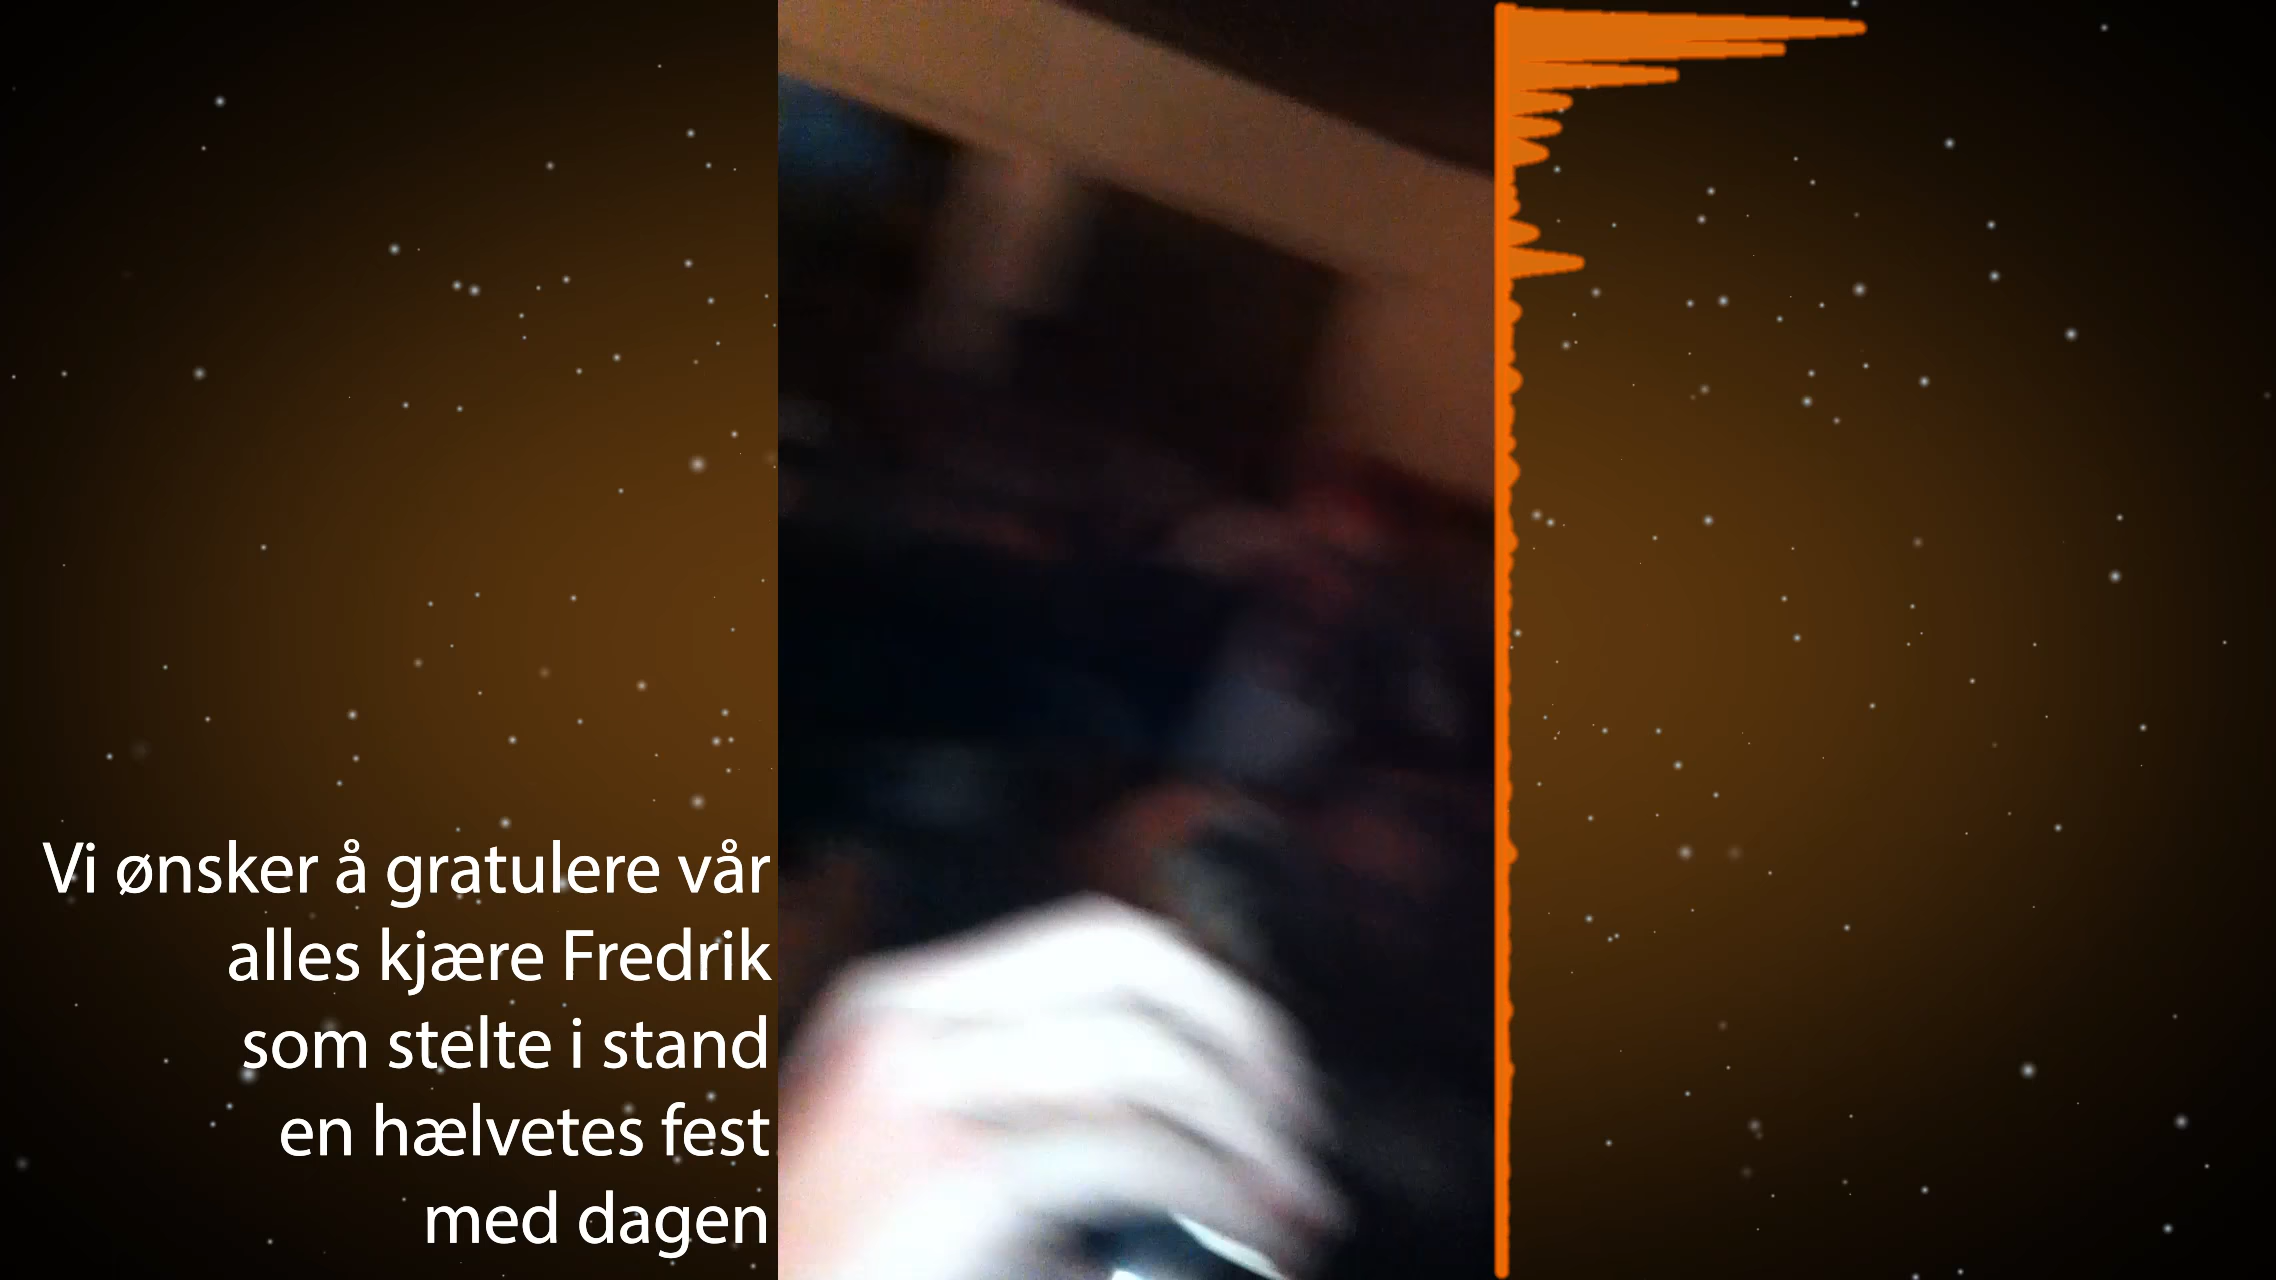 Vi ønsker å gratulere vår
alles kjære Fredrik
som stelte i stand
en hælvetes fest
med dagen